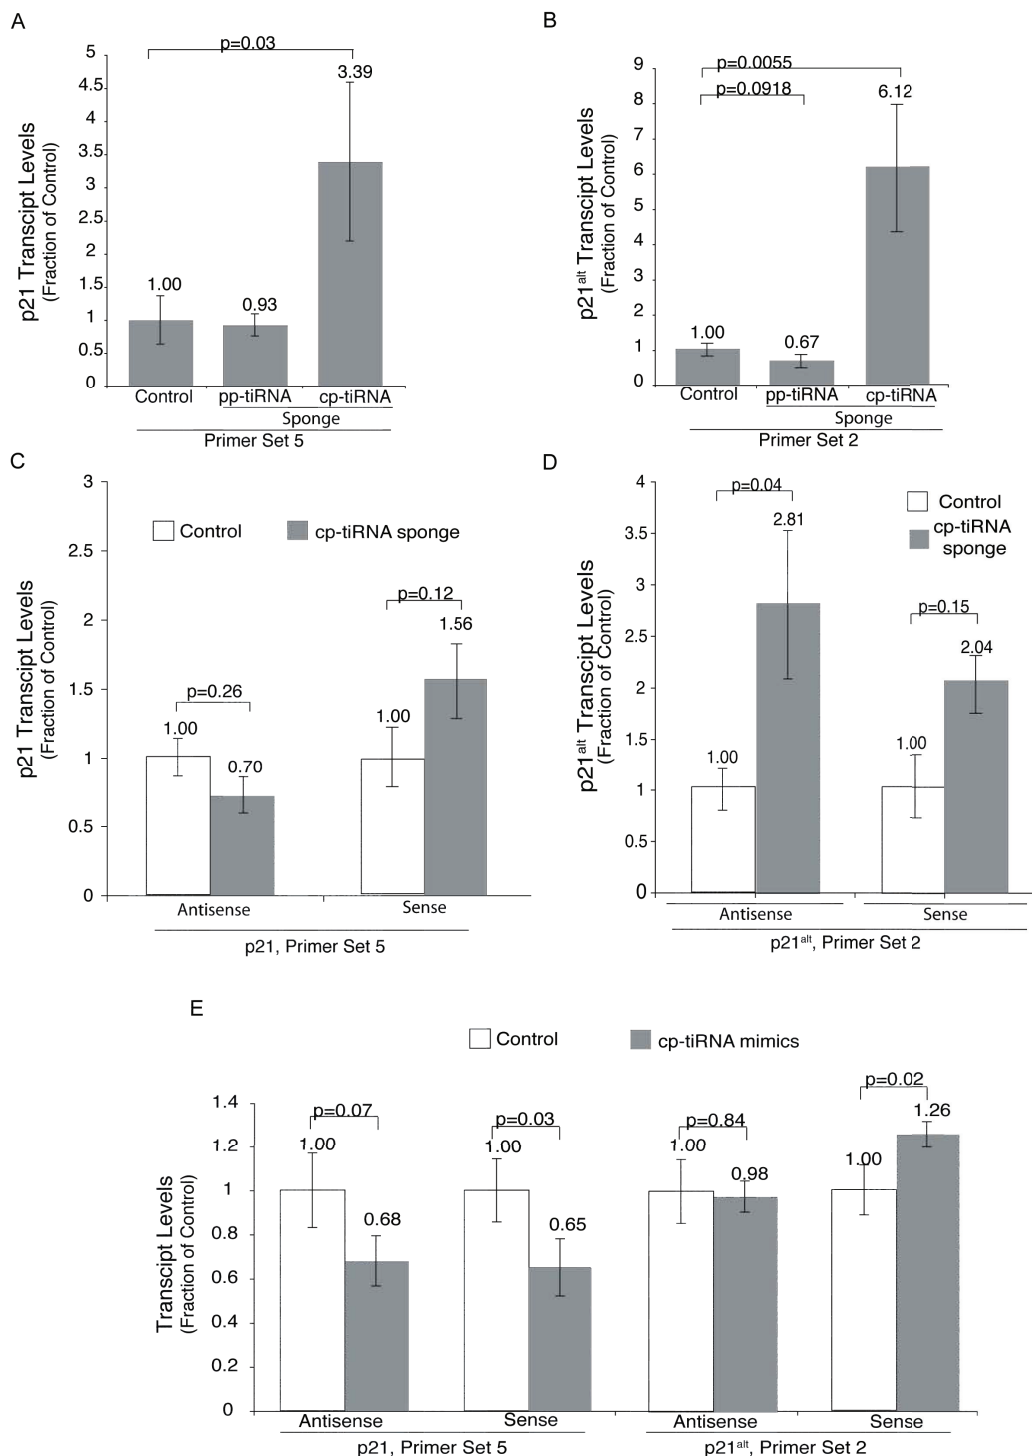 A
p21 Transcipt Levels
(Fraction of Control)
5
4.5
4
3.5
3
2.5
2
1.5
1
0.5
0
p=0.03
3.39
1.00
0.93
Control
pp-tiRNA
cp-tiRNA
Sponge
Primer Set 5
B
p21alt Transcipt Levels
(Fraction of Control)
9
8
7
6
5
4
3
2
1
0
p=0.0055
p=0.0918
6.12
1.00
0.67
Control
pp-tiRNA
cp-tiRNA
Sponge
Primer Set 2
C
p21 Transcipt Levels
(Fraction of Control)
3
2.5
2
1.5
1
0.5
0
Control
cp-tiRNA sponge
p=0.12
1.56
p=0.26
1.00
0.70
1.00
Antisense
Sense
p21, Primer Set 5
D
p21alt Transcipt Levels
(Fraction of Control)
4
3.5
3
2.5
2
1.5
1
0.5
0
Control
cp-tiRNA
sponge
p=0.04
2.81
p=0.15
2.04
1.00
1.00
Antisense
Sense
p21alt, Primer Set 2
E
Control
cp-tiRNA mimics
Transcipt Levels
(Fraction of Control)
1.4
1.2
1
0.8
0.6
0.4
0.2
0
p=0.07
1.00
0.68
p=0.03
1.00
0.65
p=0.84
1.00
0.98
p=0.02
1.00
1.26
Antisense
Sense
Antisense
Sense
p21, Primer Set 5
p21alt, Primer Set 2